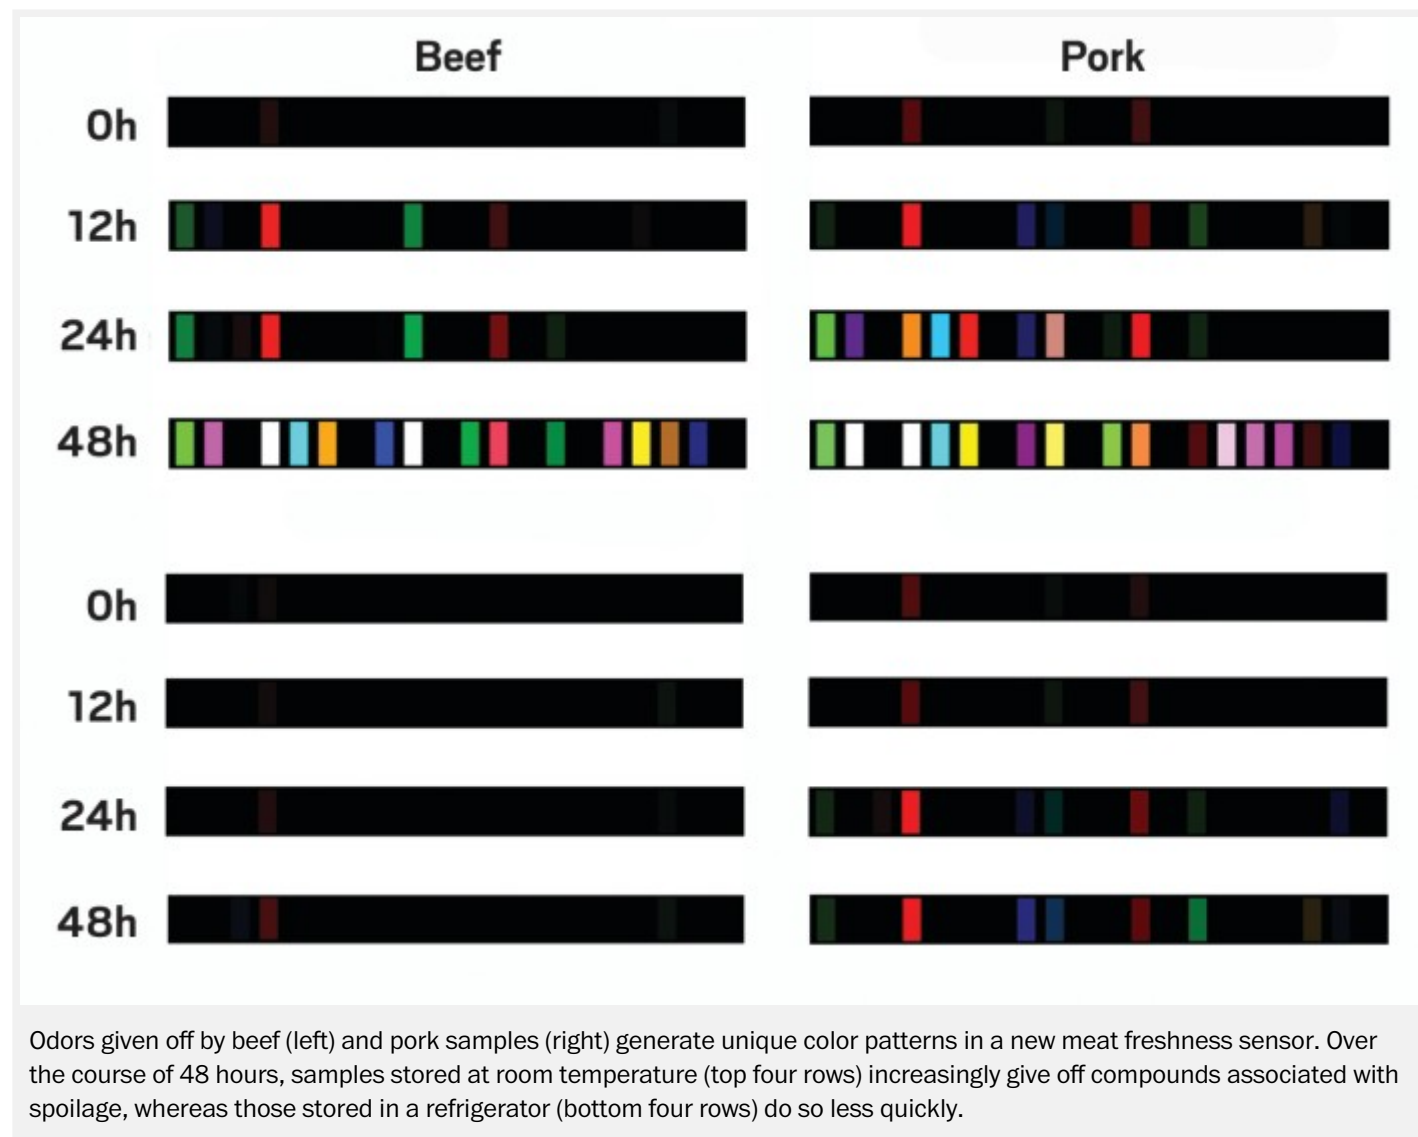 Beef Pork
0h
12h
24h
48h
0h
12h
24h
48h
Odors given off by beef (left) and pork samples (right) generate unique color patterns in a new meat freshness sensor. Over
the course of 48 hours, samples stored at room temperature (top four rows) increasingly give off compounds associated with
spoilage, whereas those stored in a refrigerator (bottom four rows) do so less quickly.